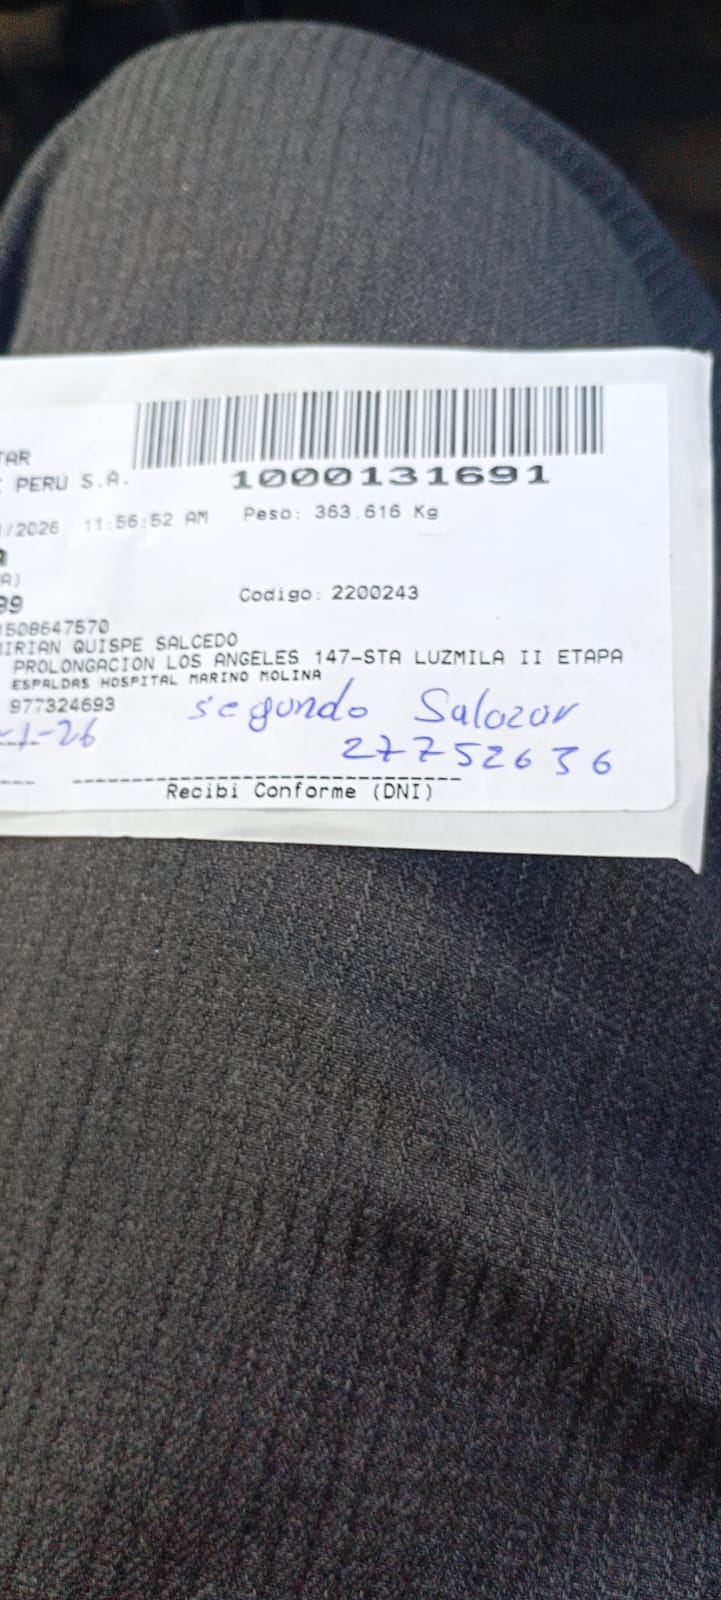 TAR
1000131691
PERU S.A.
/2026 11:56:52 AM Peso: 363.616 Kg
A)
99
Codigo: 2200243
1508647570
MIRIAN QUISPE SALCEDO
PROLONGACION LOS ANGELES 147-STA LUZMILA II ETAPA
ESPALDAS HOSPITAL MARINO MOLINA
977324693
segundo Salazar
-1-26
27752636
Recibi Conforme (DNI)